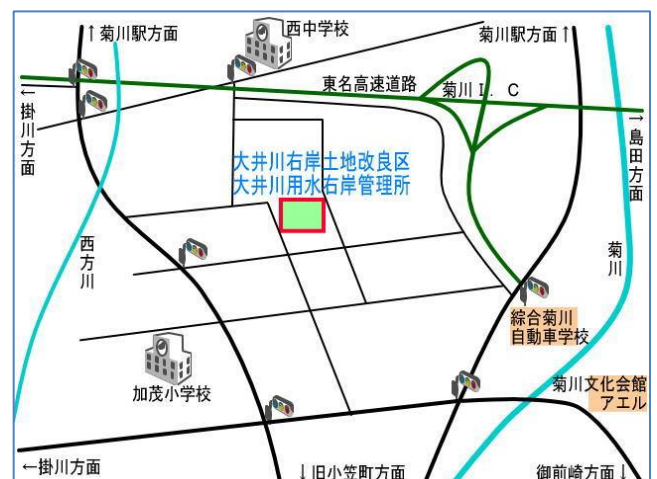 ↑菊川駅方面
西中学校
菊川駅方面↑
東名高速道路
菊川Ｉ．Ｃ
←掛川方面
→島田方面
大井川右岸土地改良区
大井川用水右岸管理所
西方川
菊川
綜合菊川
自動車学校
加茂小学校
菊川文化会館
アエル
←掛川方面
↓旧小笠町方面
御前崎方面↓